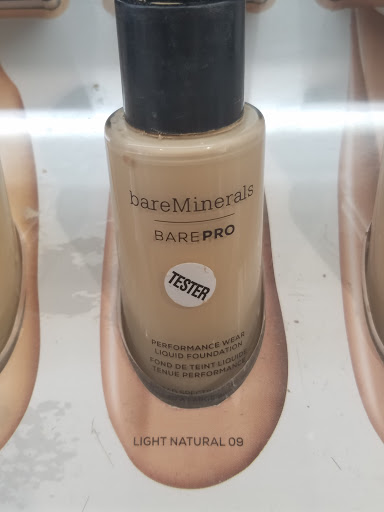 bareMinerals
BAREPRO
TESTER
PERFORMANCE WEAR
LIQUID FOUNDATION
FOND DE TEINT LIQUIDE
TENUE PERFORMANCE
LIGHT NATURAL 09